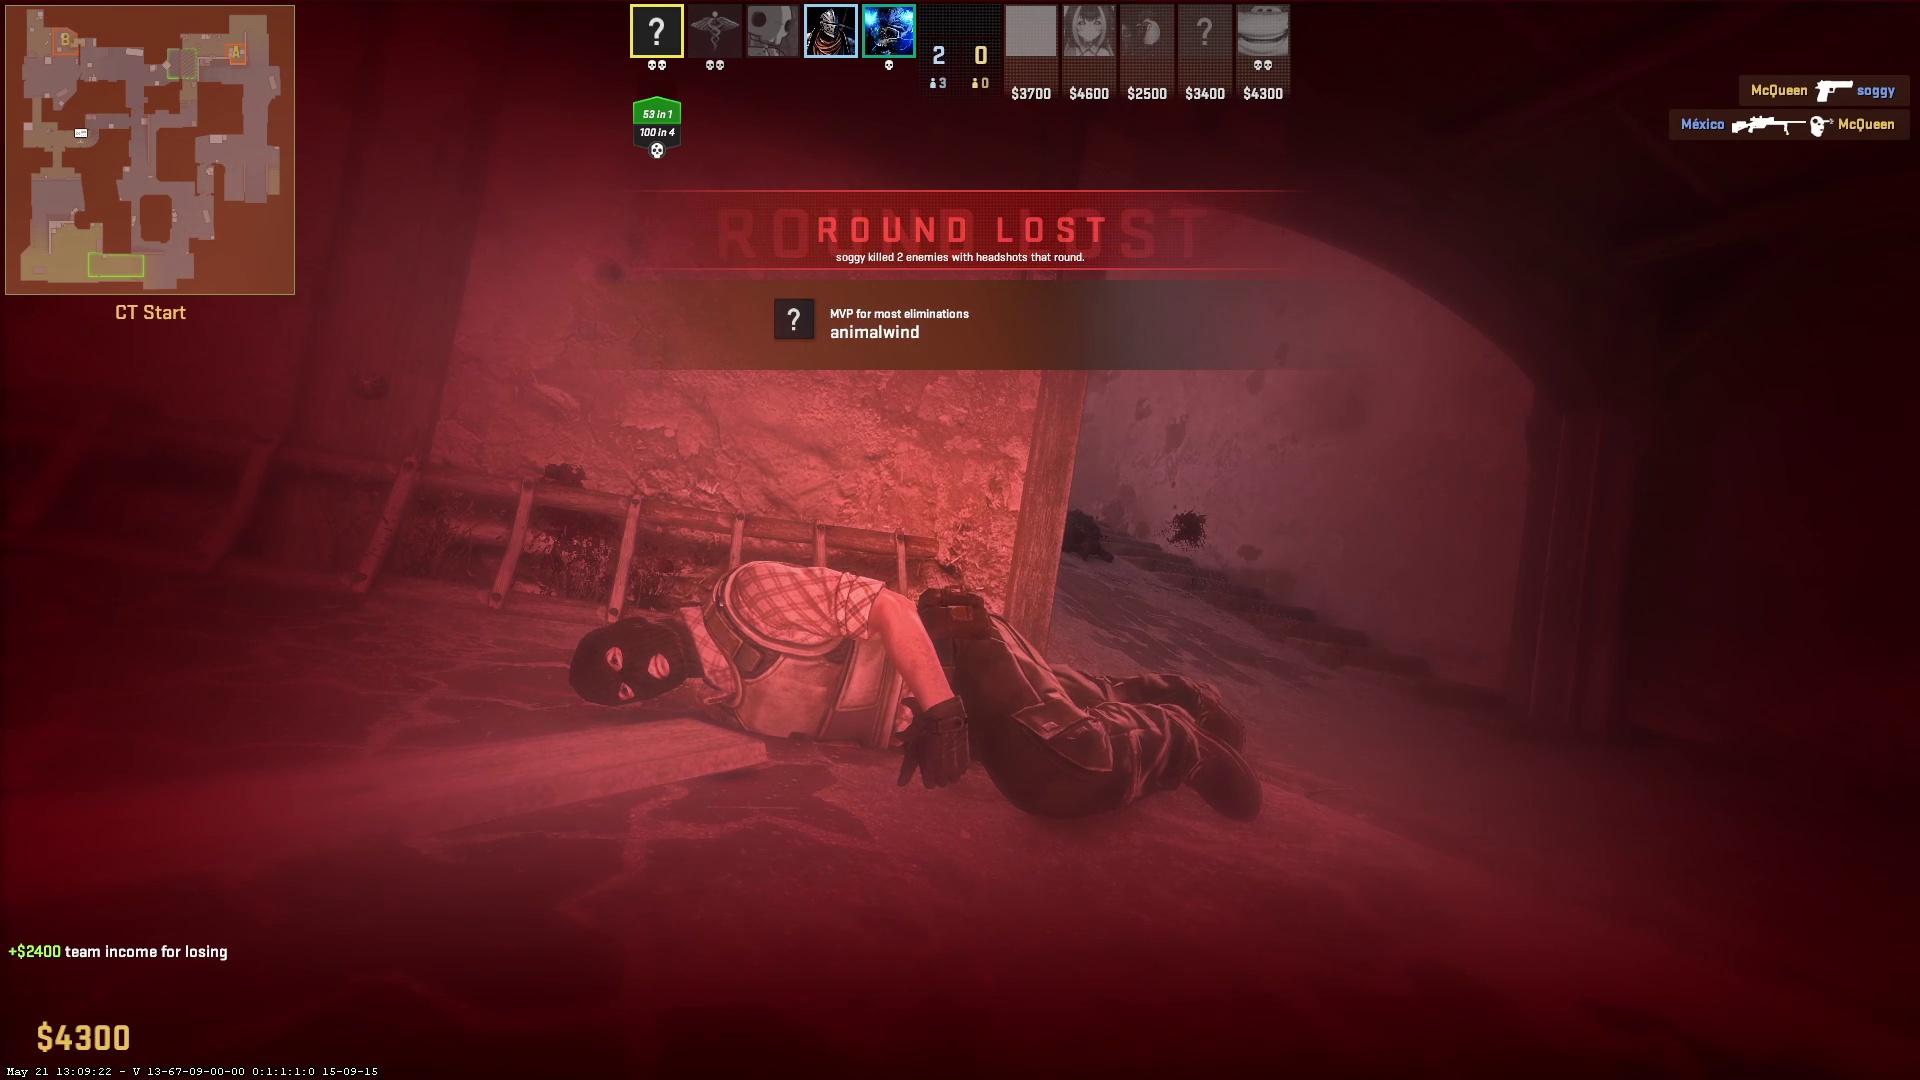 B
A
CT Start
?
2
0
3
0
?
$3700
$4600
$2500
$3400
$4300
53 in 1
100 in 4
McQueen soggy
México McQueen
ROUND LOST
soggy killed 2 enemies with headshots that round.
?
MVP for most eliminations
animalwind
+$2400 team income for losing
$4300
May 21 13:09:22 - V 13-67-09-00-00 0:1:1:1:0 15-09-15